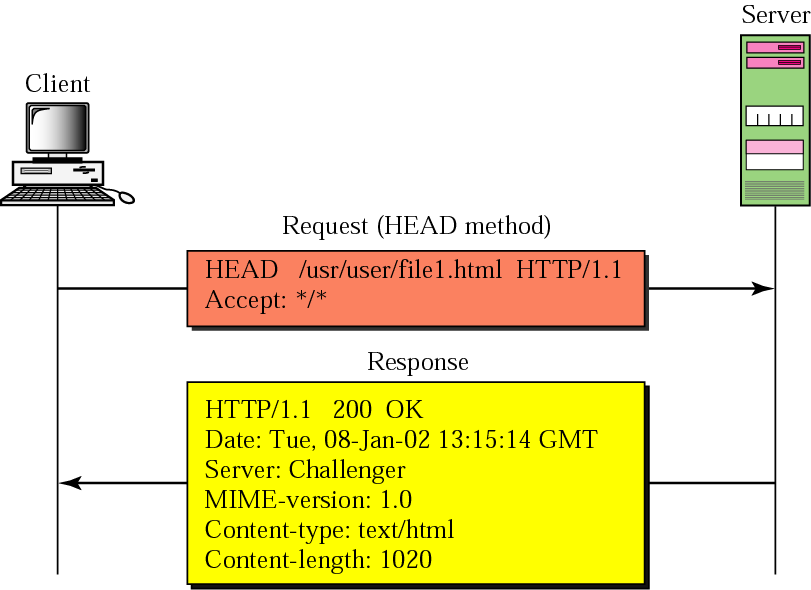 Server
Client
Request (HEAD method)
HEAD /usr/user/file1.html HTTP/1.1
Accept: */*
Response
HTTP/1.1 200 OK
Date: Tue, 08-Jan-02 13:15:14 GMT
Server: Challenger
MIME-version: 1.0
Content-type: text/html
Content-length: 1020